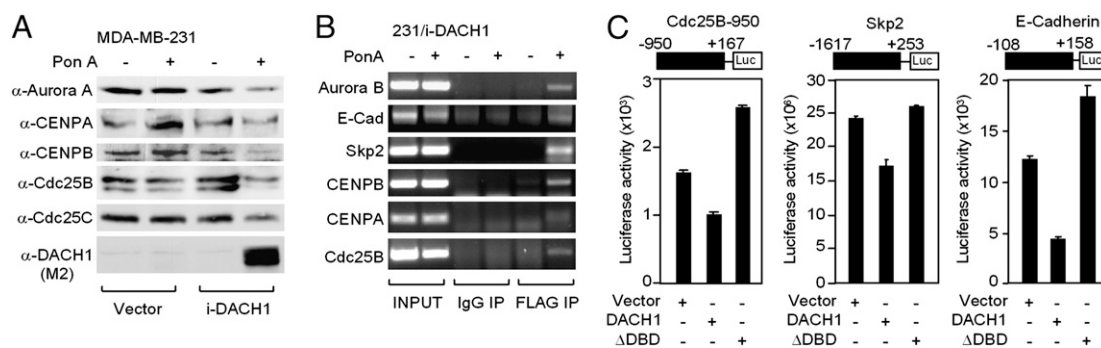 A
MDA-MB-231
Pon A - + - +
α-Aurora A
α-CENPA
α-CENPB
α-Cdc25B
α-Cdc25C
α-DACH1
(M2)
Vector i-DACH1
B
231/i-DACH1
PonA - + - + - +
Aurora B
E-Cad
Skp2
CENPB
CENPA
Cdc25B
INPUT IgG IP FLAG IP
C
Cdc25B-950
-950 +167
Luc
Luciferase activity (x10³)
3
2
1
0
Vector + - -
DACH1 - + -
ΔDBD - - +
Skp2
-1617 +253
Luc
Luciferase activity (x10⁶)
30
25
20
15
10
5
0
Vector + - -
DACH1 - + -
ΔDBD - - +
E-Cadherin
-108 +158
Luc
Luciferase activity (x10³)
20
15
10
5
0
Vector + - -
DACH1 - + -
ΔDBD - - +